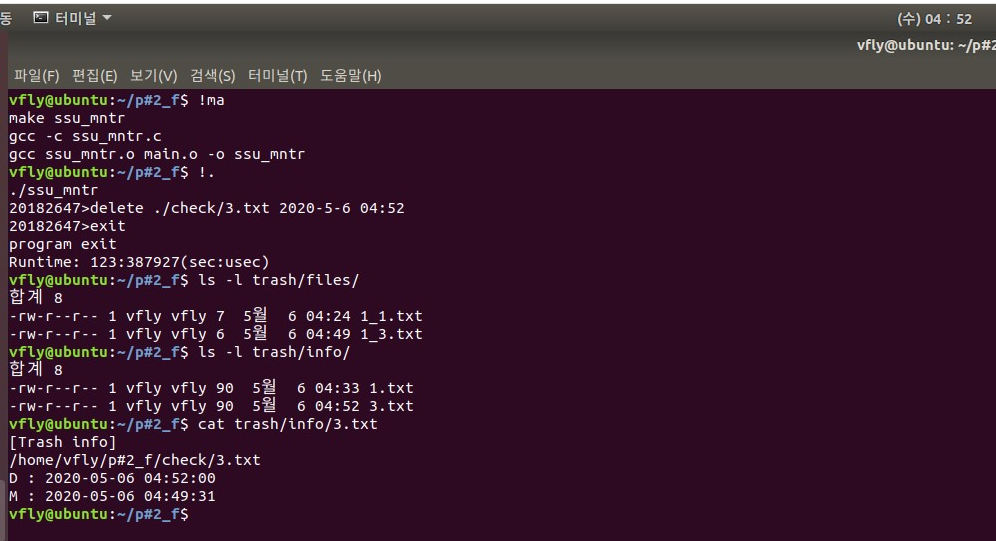 동 터미널 (수) 04 : 52
vfly@ubuntu: ~/p#2
파일(F) 편집(E) 보기(V) 검색(S) 터미널(T) 도움말(H)
vfly@ubuntu:~/p#2_f$ !ma
make ssu_mntr
gcc -c ssu_mntr.c
gcc ssu_mntr.o main.o -o ssu_mntr
vfly@ubuntu:~/p#2_f$ !.
./ssu_mntr
20182647>delete ./check/3.txt 2020-5-6 04:52
20182647>exit
program exit
Runtime: 123:387927(sec:usec)
vfly@ubuntu:~/p#2_f$ ls -l trash/files/
합계 8
-rw-r--r-- 1 vfly vfly 7  5월  6 04:24 1_1.txt
-rw-r--r-- 1 vfly vfly 6  5월  6 04:49 1_3.txt
vfly@ubuntu:~/p#2_f$ ls -l trash/info/
합계 8
-rw-r--r-- 1 vfly vfly 90  5월  6 04:33 1.txt
-rw-r--r-- 1 vfly vfly 90  5월  6 04:52 3.txt
vfly@ubuntu:~/p#2_f$ cat trash/info/3.txt
[Trash info]
/home/vfly/p#2_f/check/3.txt
D : 2020-05-06 04:52:00
M : 2020-05-06 04:49:31
vfly@ubuntu:~/p#2_f$